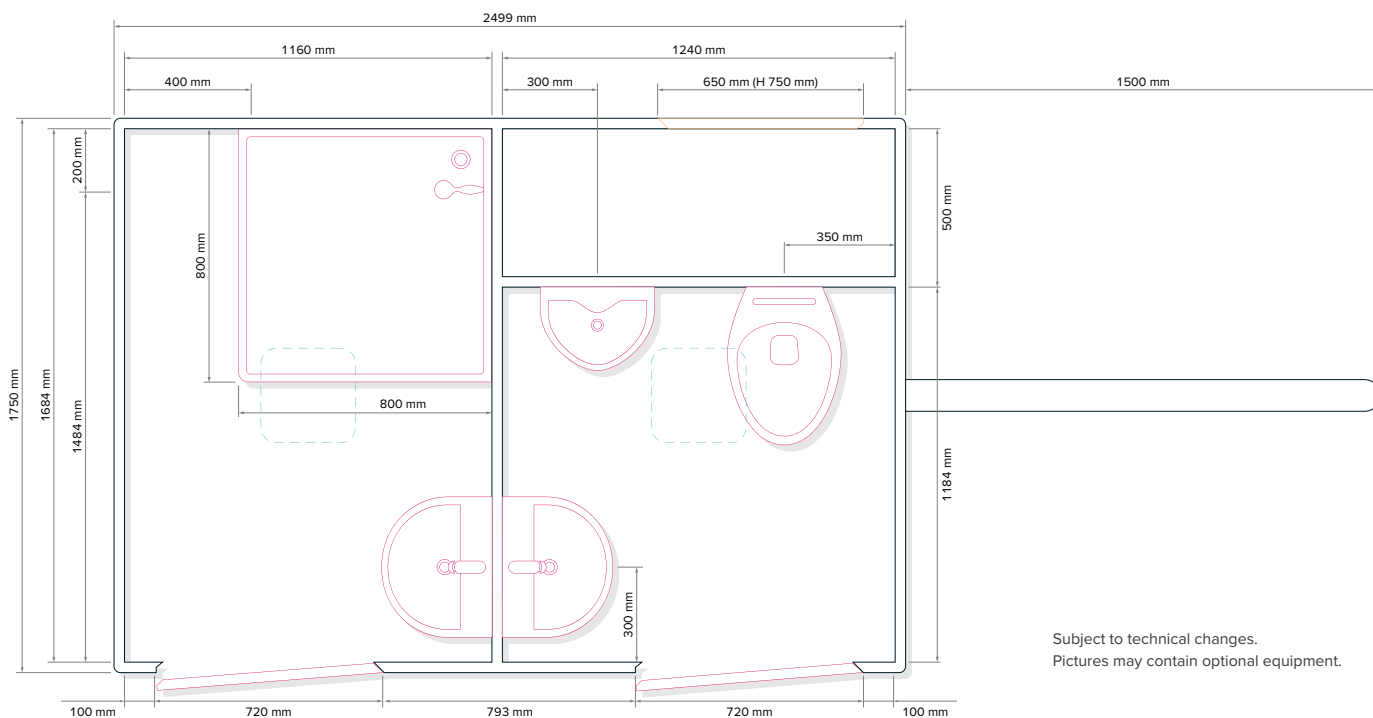 2499 mm
1160 mm
1240 mm
400 mm
300 mm
650 mm (H 750 mm)
1500 mm
200 mm
500 mm
350 mm
800 mm
1750 mm
1684 mm
1484 mm
800 mm
1184 mm
300 mm
Subject to technical changes.
Pictures may contain optional equipment.
100 mm
720 mm
793 mm
720 mm
100 mm